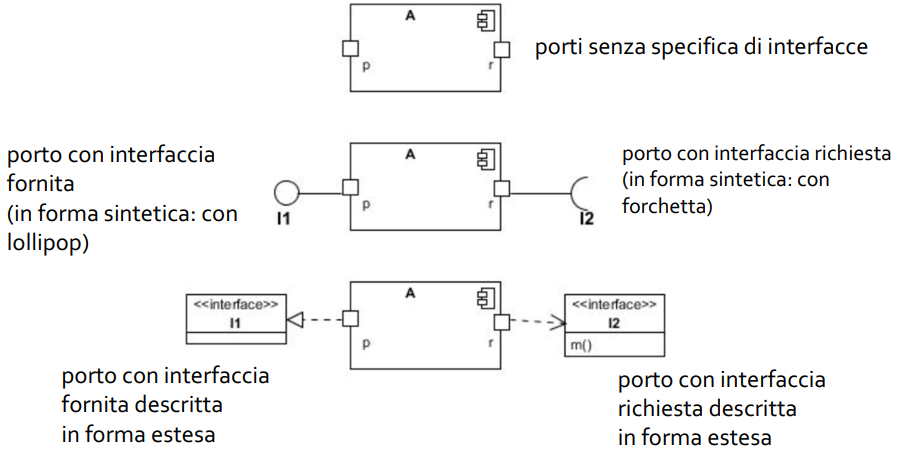 A
p
r
porti senza specifica di interfacce
porto con interfaccia
fornita
(in forma sintetica: con
lollipop)
I1
A
p
r
I2
porto con interfaccia richiesta
(in forma sintetica: con
forchetta)
<<interface>>
I1
A
p
r
<<interface>>
I2
m()
porto con interfaccia
fornita descritta
in forma estesa
porto con interfaccia
richiesta descritta
in forma estesa